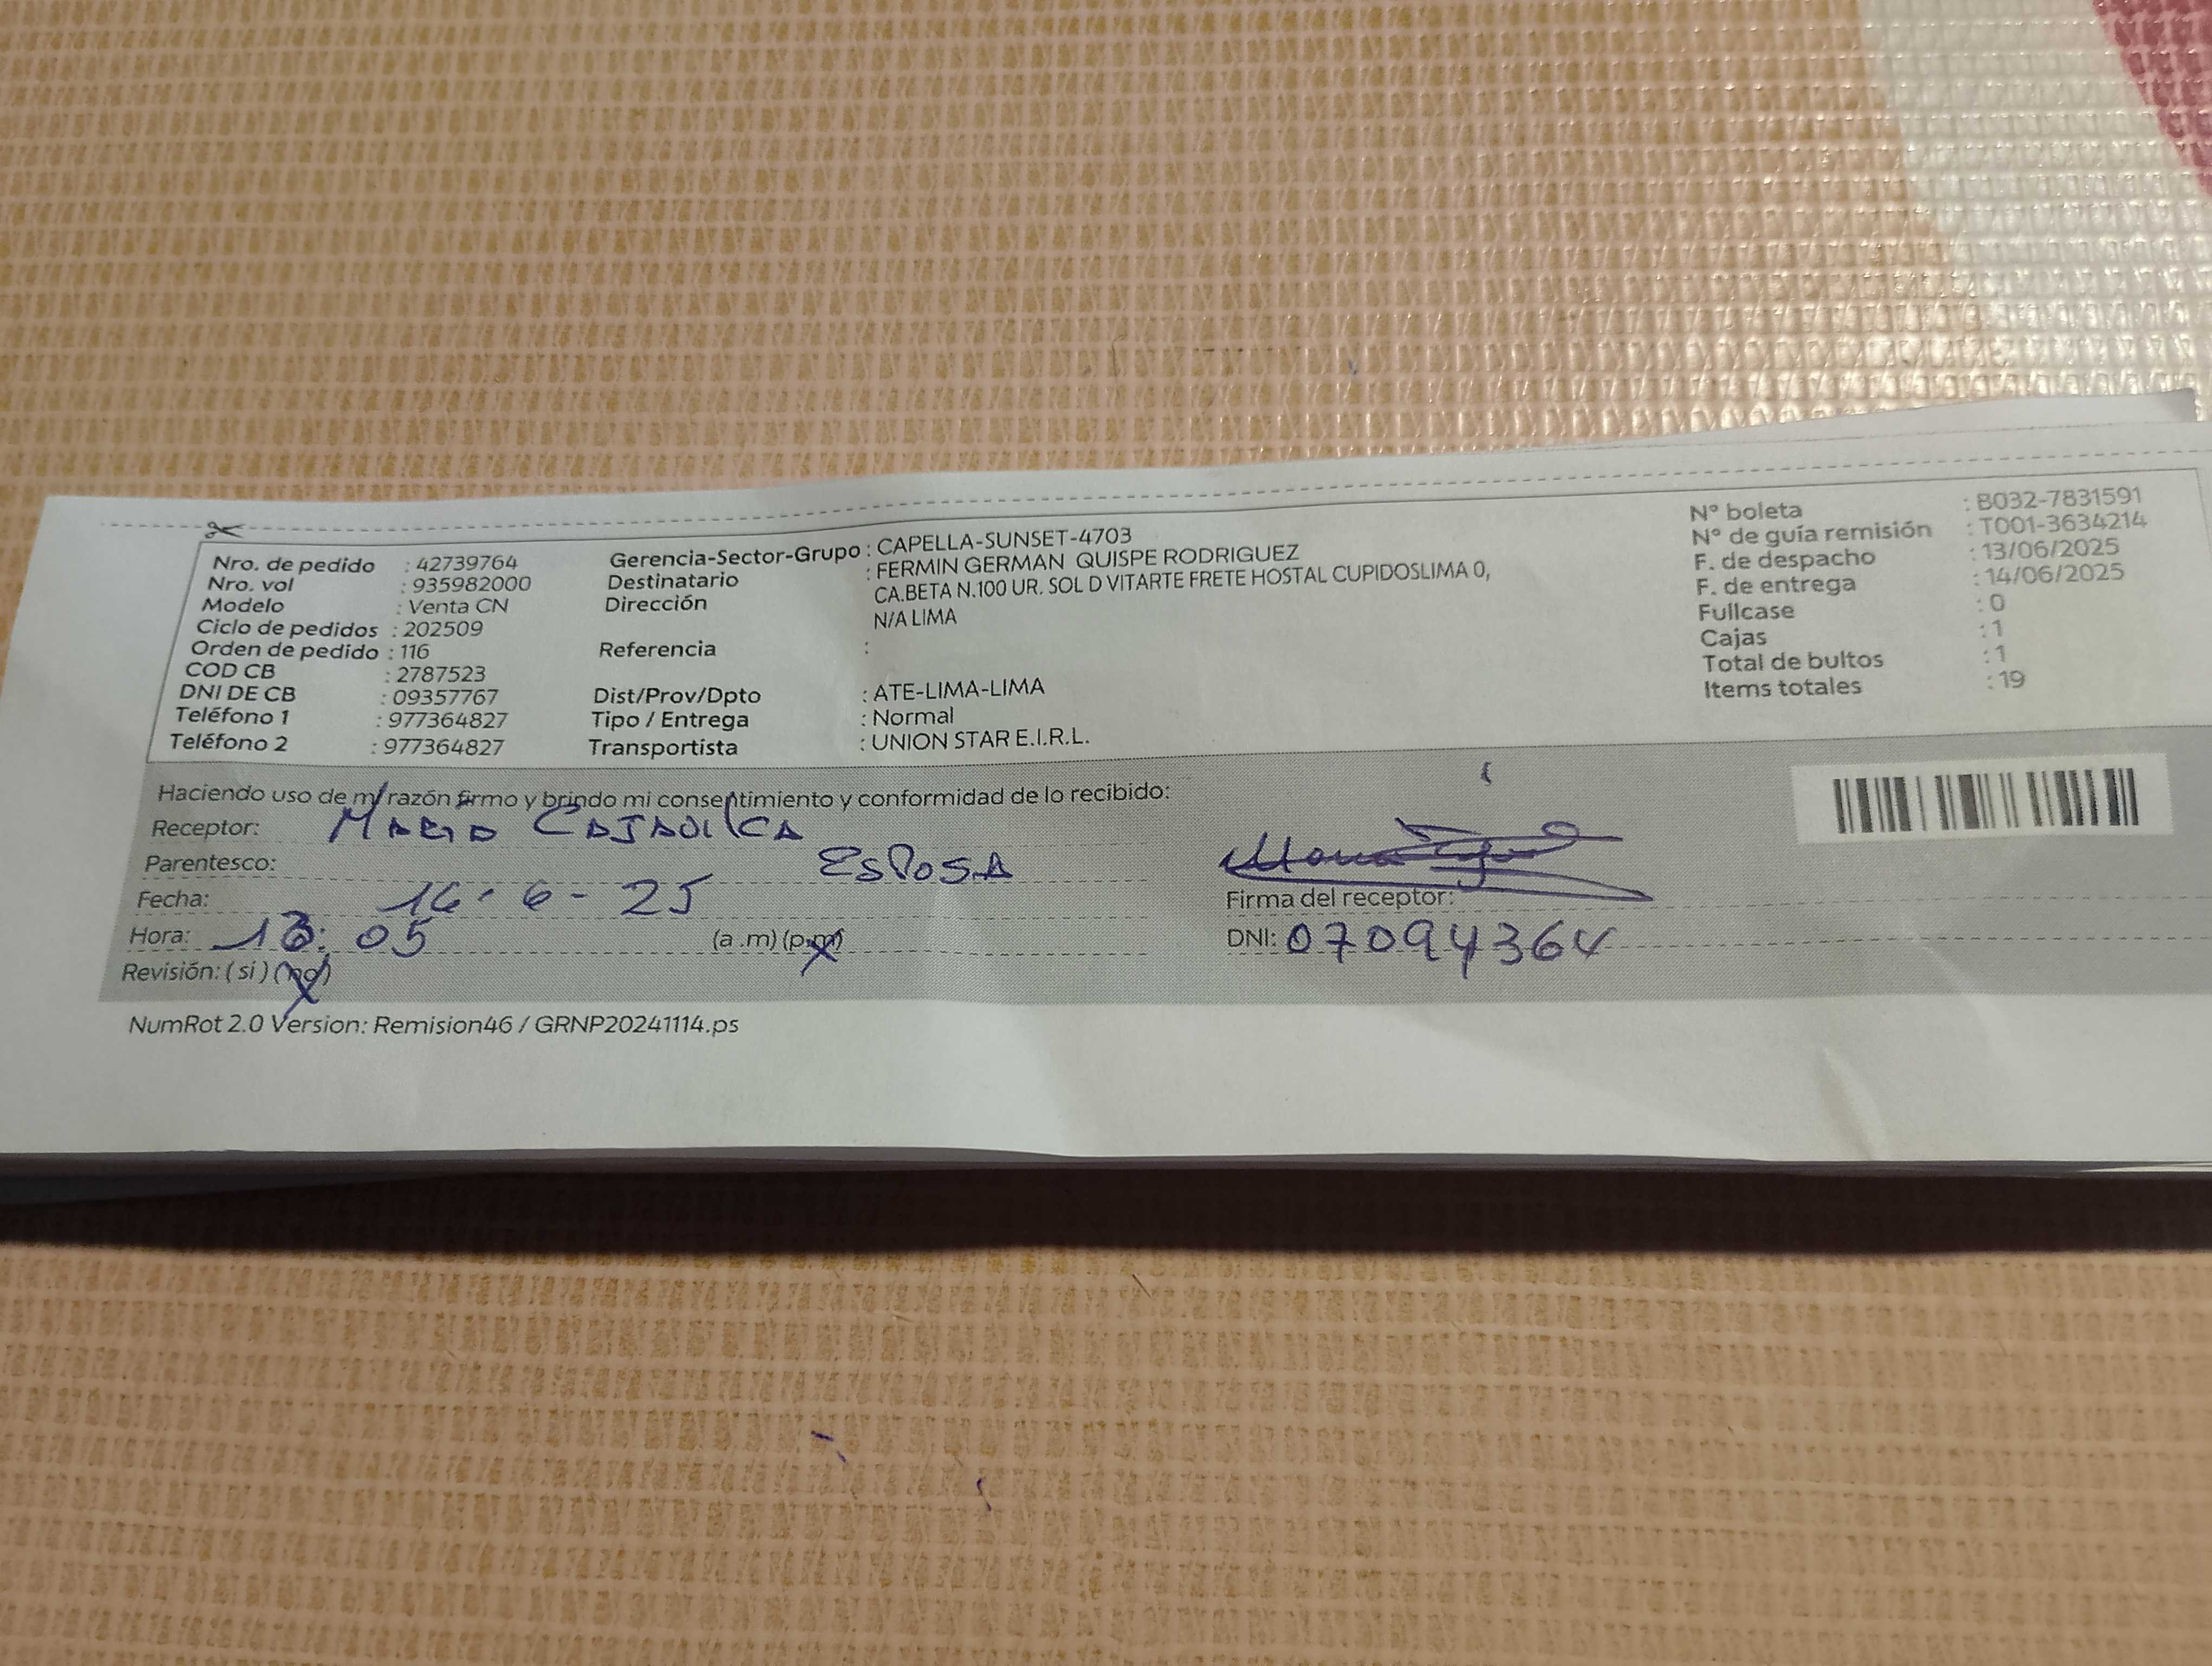 Nro. de pedido : 42739764
Nro. vol : 935982000
Modelo : Venta CN
Ciclo de pedidos : 202509
Orden de pedido : 116
COD CB : 2787523
DNI DE CB : 09357767
Teléfono 1 : 977364827
Teléfono 2 : 977364827
Gerencia-Sector-Grupo : CAPELLA-SUNSET-4703
Destinatario : FERMIN GERMAN QUISPE RODRIGUEZ
Dirección CA.BETA N.100 UR. SOL D VITARTE FRETE HOSTAL CUPIDOSLIMA 0,
N/A LIMA
Referencia :
Dist/Prov/Dpto : ATE-LIMA-LIMA
Tipo / Entrega : Normal
Transportista : UNION STAR E.I.R.L.
N° boleta : B032-7831591
N° de guía remisión : T001-3634214
F. de despacho : 13/06/2025
F. de entrega : 14/06/2025
Fullcase : 0
Cajas : 1
Total de bultos : 1
Items totales : 19
Haciendo uso de mi razón firmo y brindo mi consentimiento y conformidad de lo recibido:
Receptor:
Parentesco: ESPOSA
Fecha: - 6 - 25
Hora: : 05 (a .m) (p.m)
Revisión: ( si ) (no)
Firma del receptor:
DNI: 07094364
NumRot 2.0 Version: Remision46 / GRNP20241114.ps